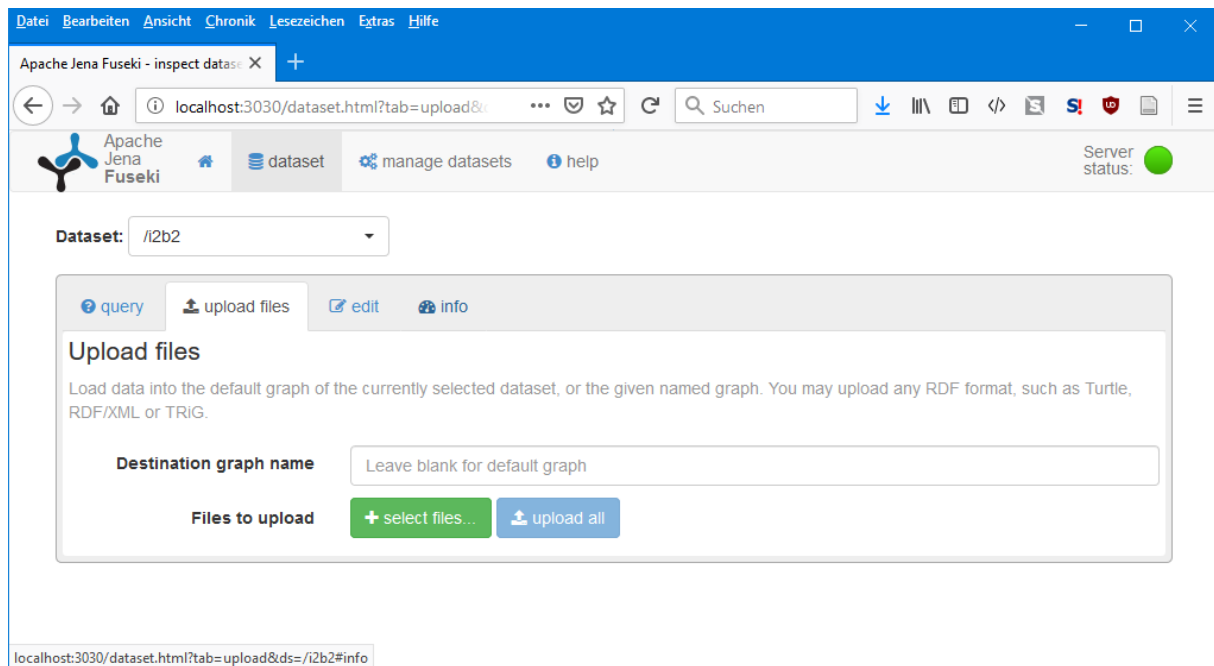 Datei Bearbeiten Ansicht Chronik Lesezeichen Extras Hilfe
Apache Jena Fuseki - inspect datase
localhost:3030/dataset.html?tab=upload&
Suchen
Apache Jena Fuseki
dataset
manage datasets
help
Server status:
Dataset: /i2b2
query upload files edit info
Upload files
Load data into the default graph of the currently selected dataset, or the given named graph. You may upload any RDF format, such as Turtle,
RDF/XML or TRiG.
Destination graph name Leave blank for default graph
Files to upload + select files... upload all
localhost:3030/dataset.html?tab=upload&ds=/i2b2#info